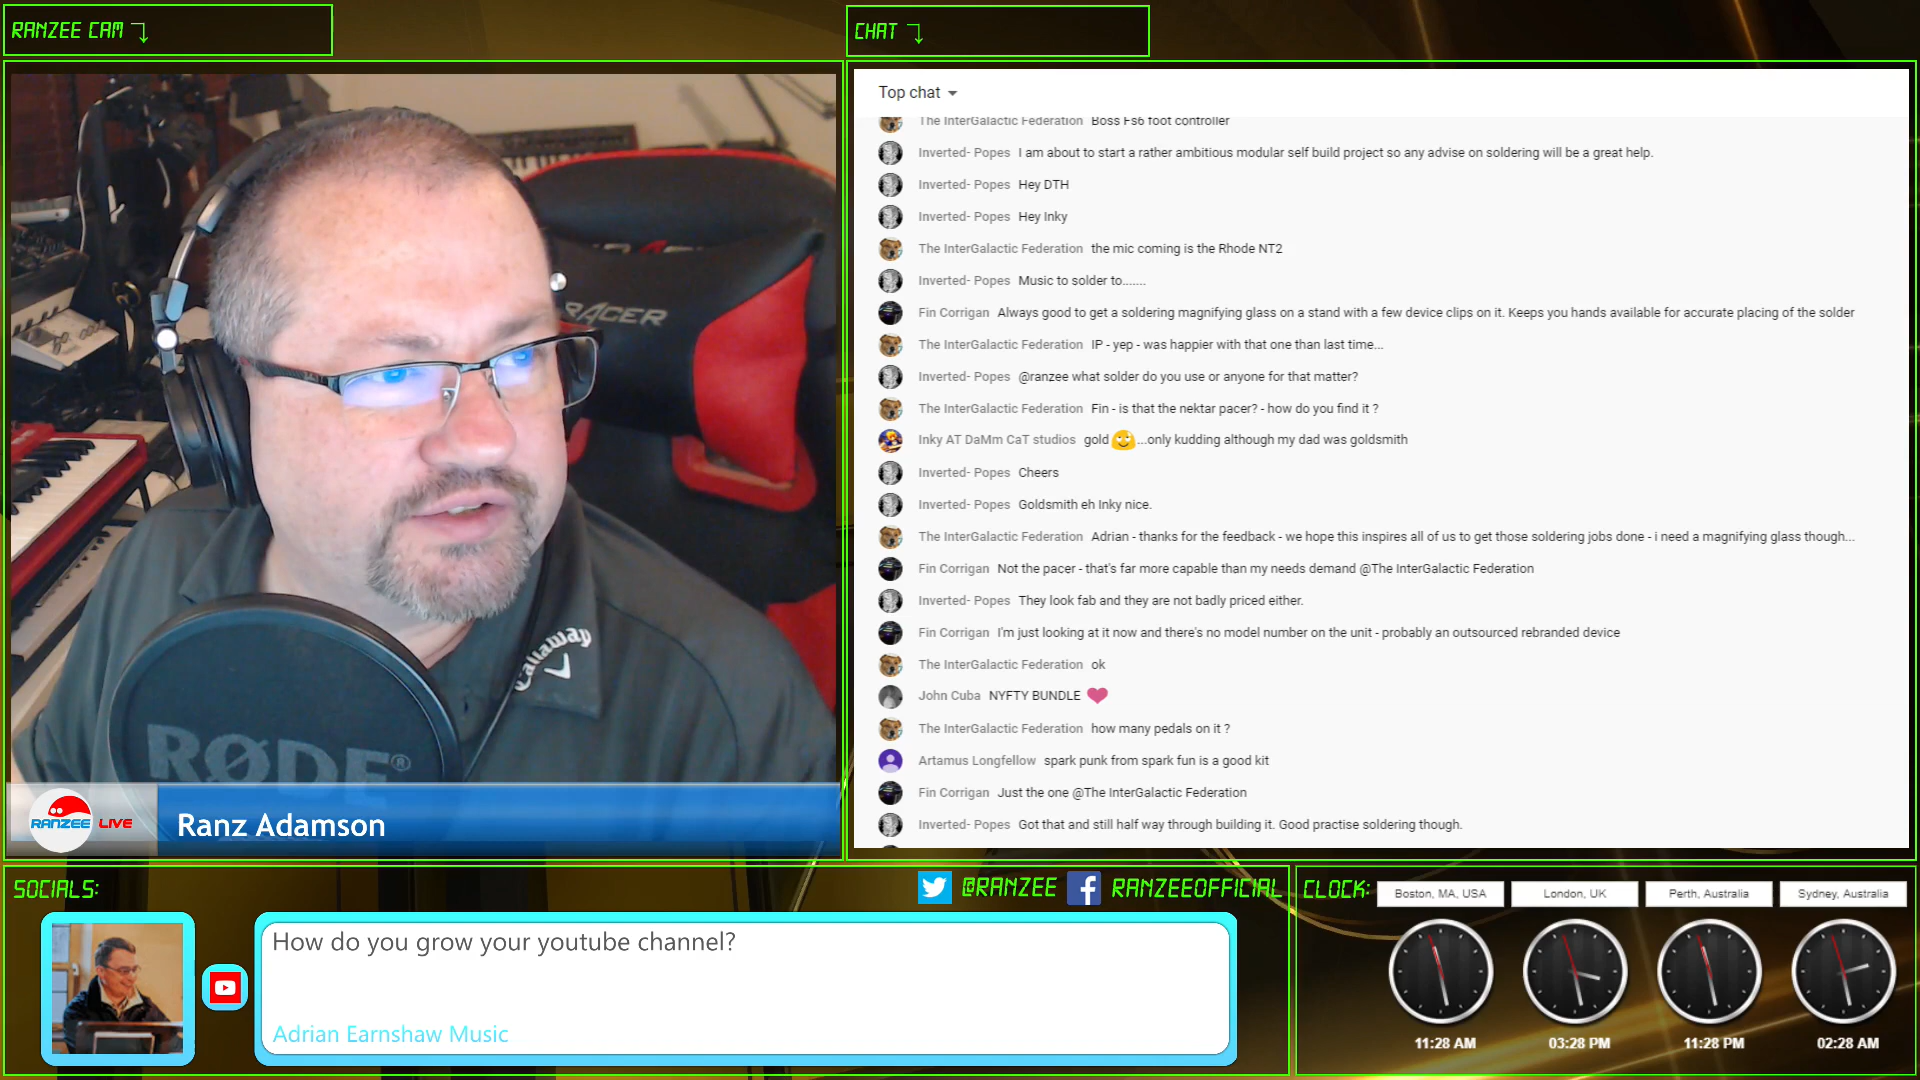 RANZEE CAM
CHAT
Top chat
The InterGalactic Federation Boss Fs6 foot controller
Inverted- Popes I am about to start a rather ambitious modular self build project so any advise on soldering will be a great help.
Inverted- Popes Hey DTH
Inverted- Popes Hey Inky
The InterGalactic Federation the mic coming is the Rhode NT2
Inverted- Popes Music to solder to.......
Fin Corrigan Always good to get a soldering magnifying glass on a stand with a few device clips on it. Keeps you hands available for accurate placing of the solder
The InterGalactic Federation IP - yep - was happier with that one than last time...
Inverted- Popes @ranzee what solder do you use or anyone for that matter?
The InterGalactic Federation Fin - is that the nektar pacer? - how do you find it ?
Inky AT DaMm CaT studios gold 🙄...only kudding although my dad was goldsmith
Inverted- Popes Cheers
Inverted- Popes Goldsmith eh Inky nice.
The InterGalactic Federation Adrian - thanks for the feedback - we hope this inspires all of us to get those soldering jobs done - i need a magnifying glass though...
Fin Corrigan Not the pacer - that's far more capable than my needs demand @The InterGalactic Federation
Inverted- Popes They look fab and they are not badly priced either.
Fin Corrigan I'm just looking at it now and there's no model number on the unit - probably an outsourced rebranded device
The InterGalactic Federation ok
John Cuba NYFTY BUNDLE ❤
The InterGalactic Federation how many pedals on it ?
Artamus Longfellow spark punk from spark fun is a good kit
Fin Corrigan Just the one @The InterGalactic Federation
Inverted- Popes Got that and still half way through building it. Good practise soldering though.
RACER
Callaway
RØDE®
RANZEE LIVE
Ranz Adamson
SOCIALS:
@RANZEE
RANZEEOFFICIAL
How do you grow your youtube channel?
Adrian Earnshaw Music
CLOCK:
Boston, MA, USA
London, UK
Perth, Australia
Sydney, Australia
11:28 AM
03:28 PM
11:28 PM
02:28 AM